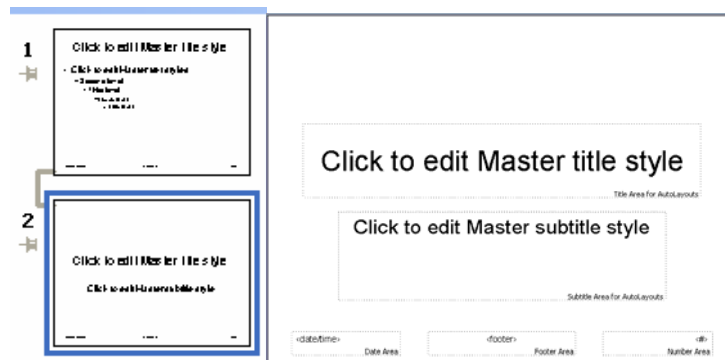 1
Click to edit Master title style
• Click to edit Master text styles
2
Click to edit Master title style
Click to edit Master subtitle style
Click to edit Master title style
Title Area for AutoLayouts
Click to edit Master subtitle style
Subtitle Area for AutoLayouts
<date/time>
Date Area
<footer>
Footer Area
<#>
Number Area